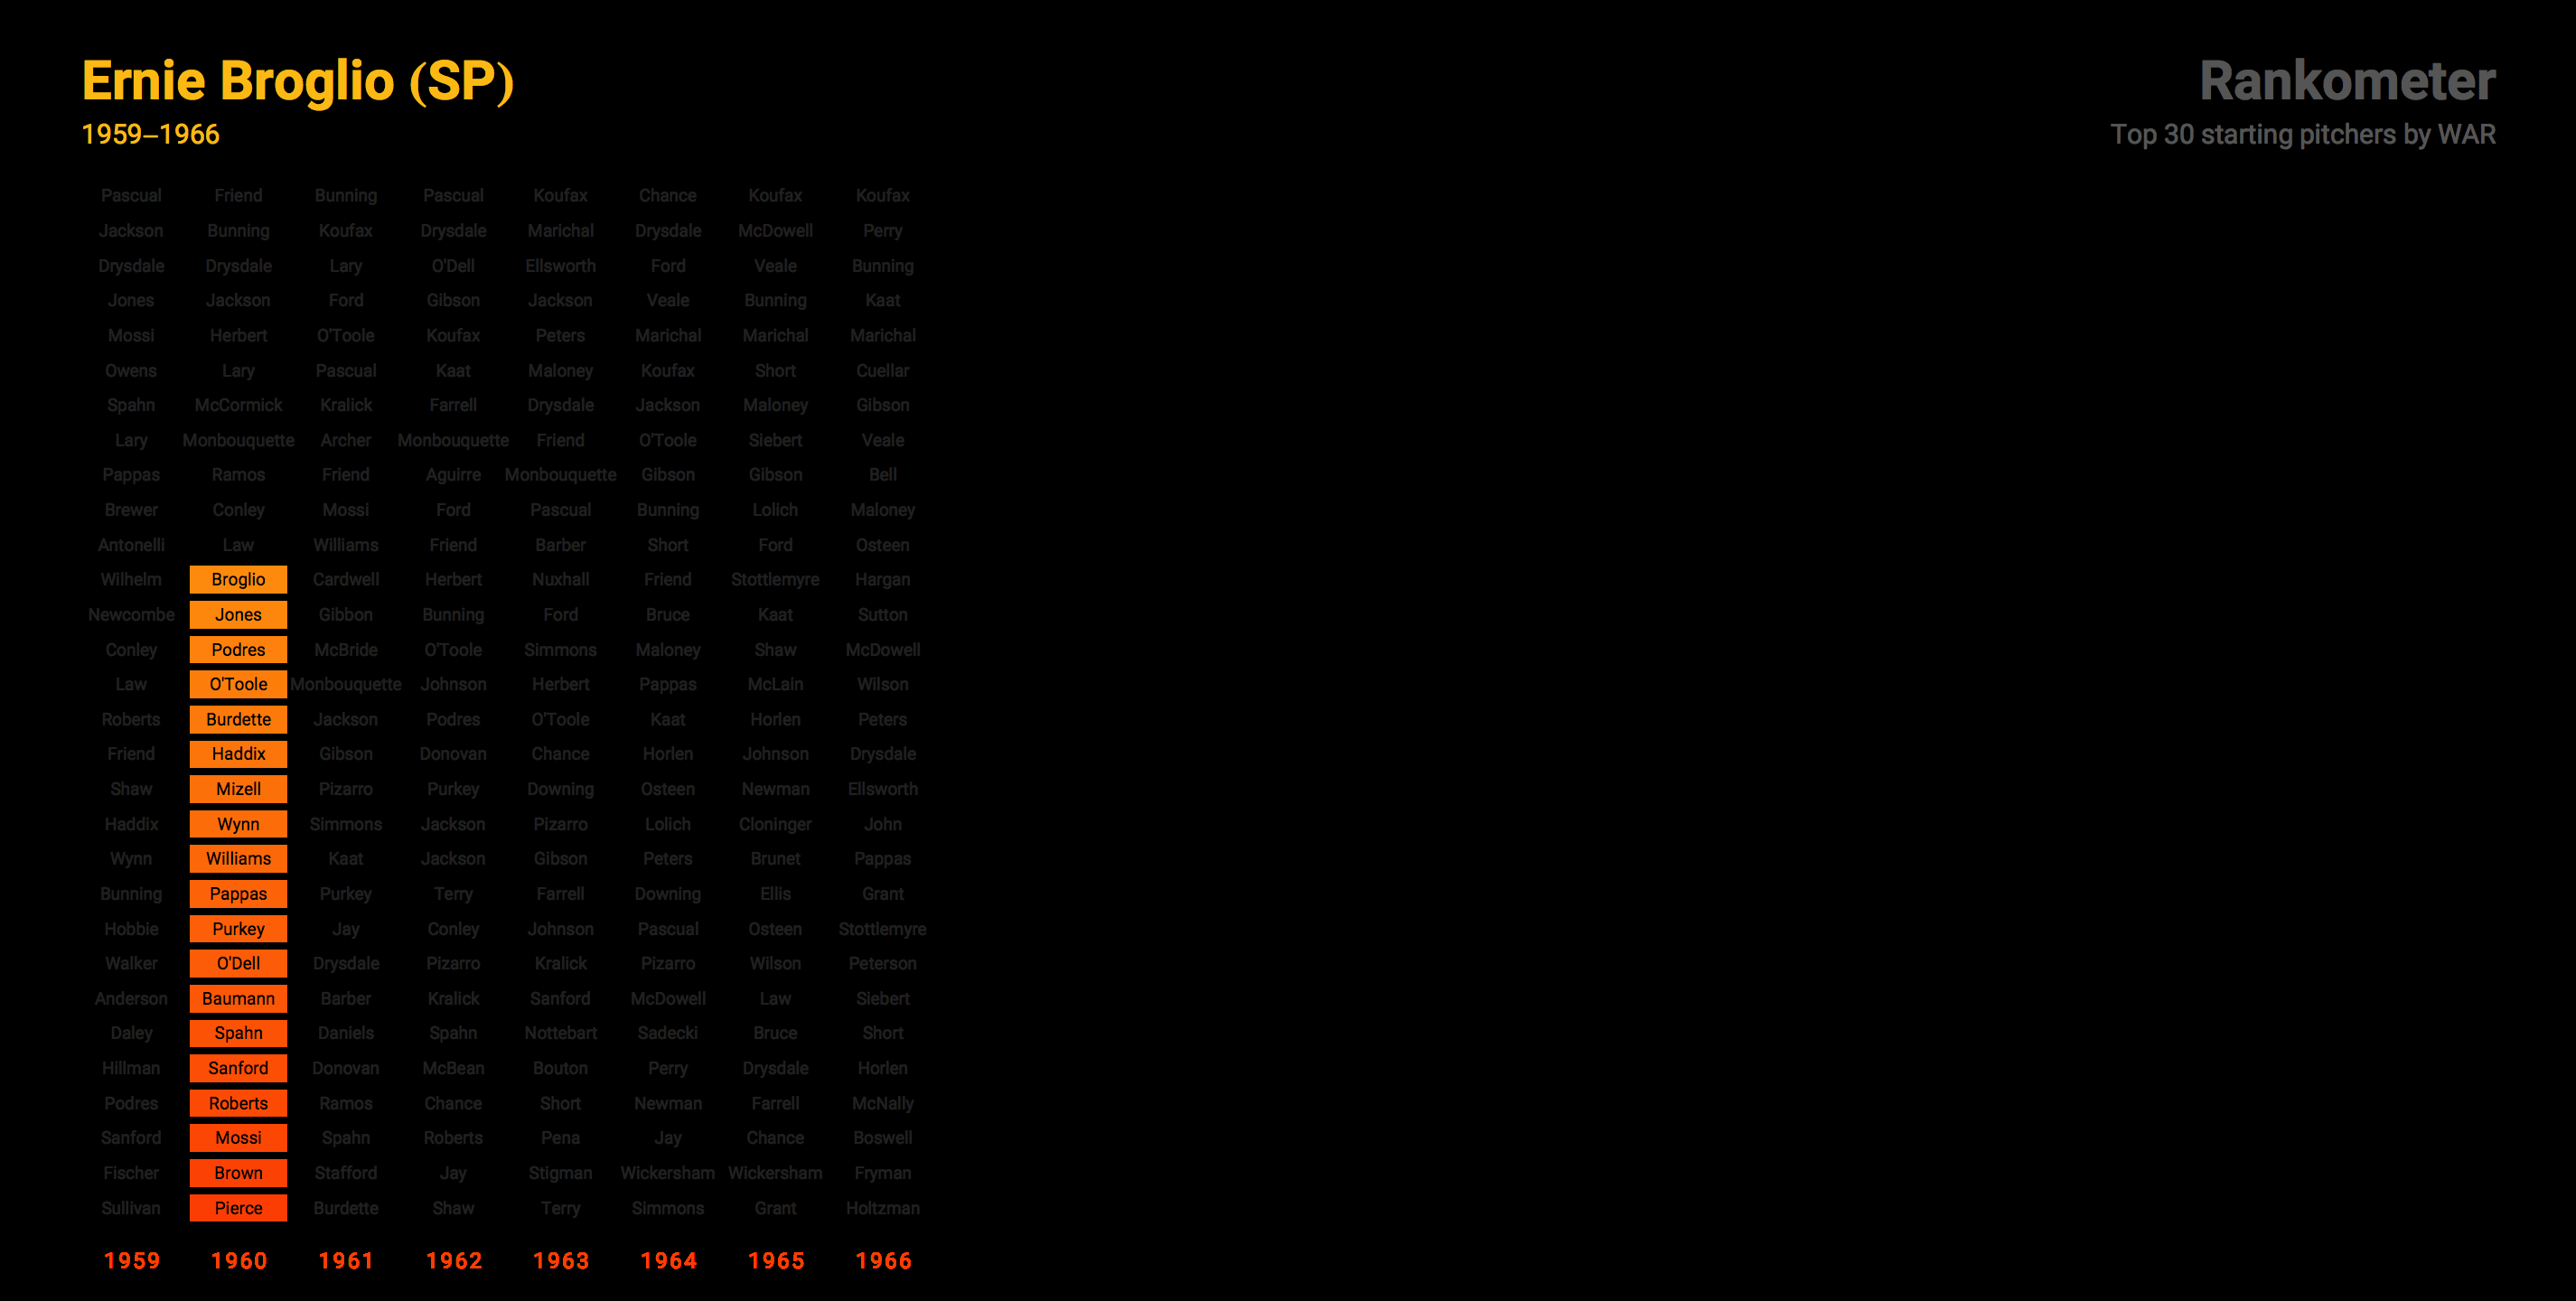 Ernie Broglio (SP)
1959–1966
Rankometer
Top 30 starting pitchers by WAR
Pascual Friend Bunning Pascual Koufax Chance Koufax Koufax
Jackson Bunning Koufax Drysdale Marichal Drysdale McDowell Perry
Drysdale Drysdale Lary O'Dell Ellsworth Ford Veale Bunning
Jones Jackson Ford Gibson Jackson Veale Bunning Kaat
Mossi Herbert O'Toole Koufax Peters Marichal Marichal Marichal
Owens Lary Pascual Kaat Maloney Koufax Short Cuellar
Spahn McCormick Kralick Farrell Drysdale Jackson Maloney Gibson
Lary Monbouquette Archer Monbouquette Friend O'Toole Siebert Veale
Pappas Ramos Friend Aguirre Monbouquette Gibson Gibson Bell
Brewer Conley Mossi Ford Pascual Bunning Lolich Maloney
Antonelli Law Williams Friend Barber Short Ford Osteen
Wilhelm Broglio Cardwell Herbert Nuxhall Friend Stottlemyre Hargan
Newcombe Jones Gibbon Bunning Ford Bruce Kaat Sutton
Conley Podres McBride O'Toole Simmons Maloney Shaw McDowell
Law O'Toole Monbouquette Johnson Herbert Pappas McLain Wilson
Roberts Burdette Jackson Podres O'Toole Kaat Horlen Peters
Friend Haddix Gibson Donovan Chance Horlen Johnson Drysdale
Shaw Mizell Pizarro Purkey Downing Osteen Newman Ellsworth
Haddix Wynn Simmons Jackson Pizarro Lolich Cloninger John
Wynn Williams Kaat Jackson Gibson Peters Brunet Pappas
Bunning Pappas Purkey Terry Farrell Downing Ellis Grant
Hobbie Purkey Jay Conley Johnson Pascual Osteen Stottlemyre
Walker O'Dell Drysdale Pizarro Kralick Pizarro Wilson Peterson
Anderson Baumann Barber Kralick Sanford McDowell Law Siebert
Daley Spahn Daniels Spahn Nottebart Sadecki Bruce Short
Hillman Sanford Donovan McBean Bouton Perry Drysdale Horlen
Podres Roberts Ramos Chance Short Newman Farrell McNally
Sanford Mossi Spahn Roberts Pena Jay Chance Boswell
Fischer Brown Stafford Jay Stigman Wickersham Wickersham Fryman
Sullivan Pierce Burdette Shaw Terry Simmons Grant Holtzman
1959 1960 1961 1962 1963 1964 1965 1966